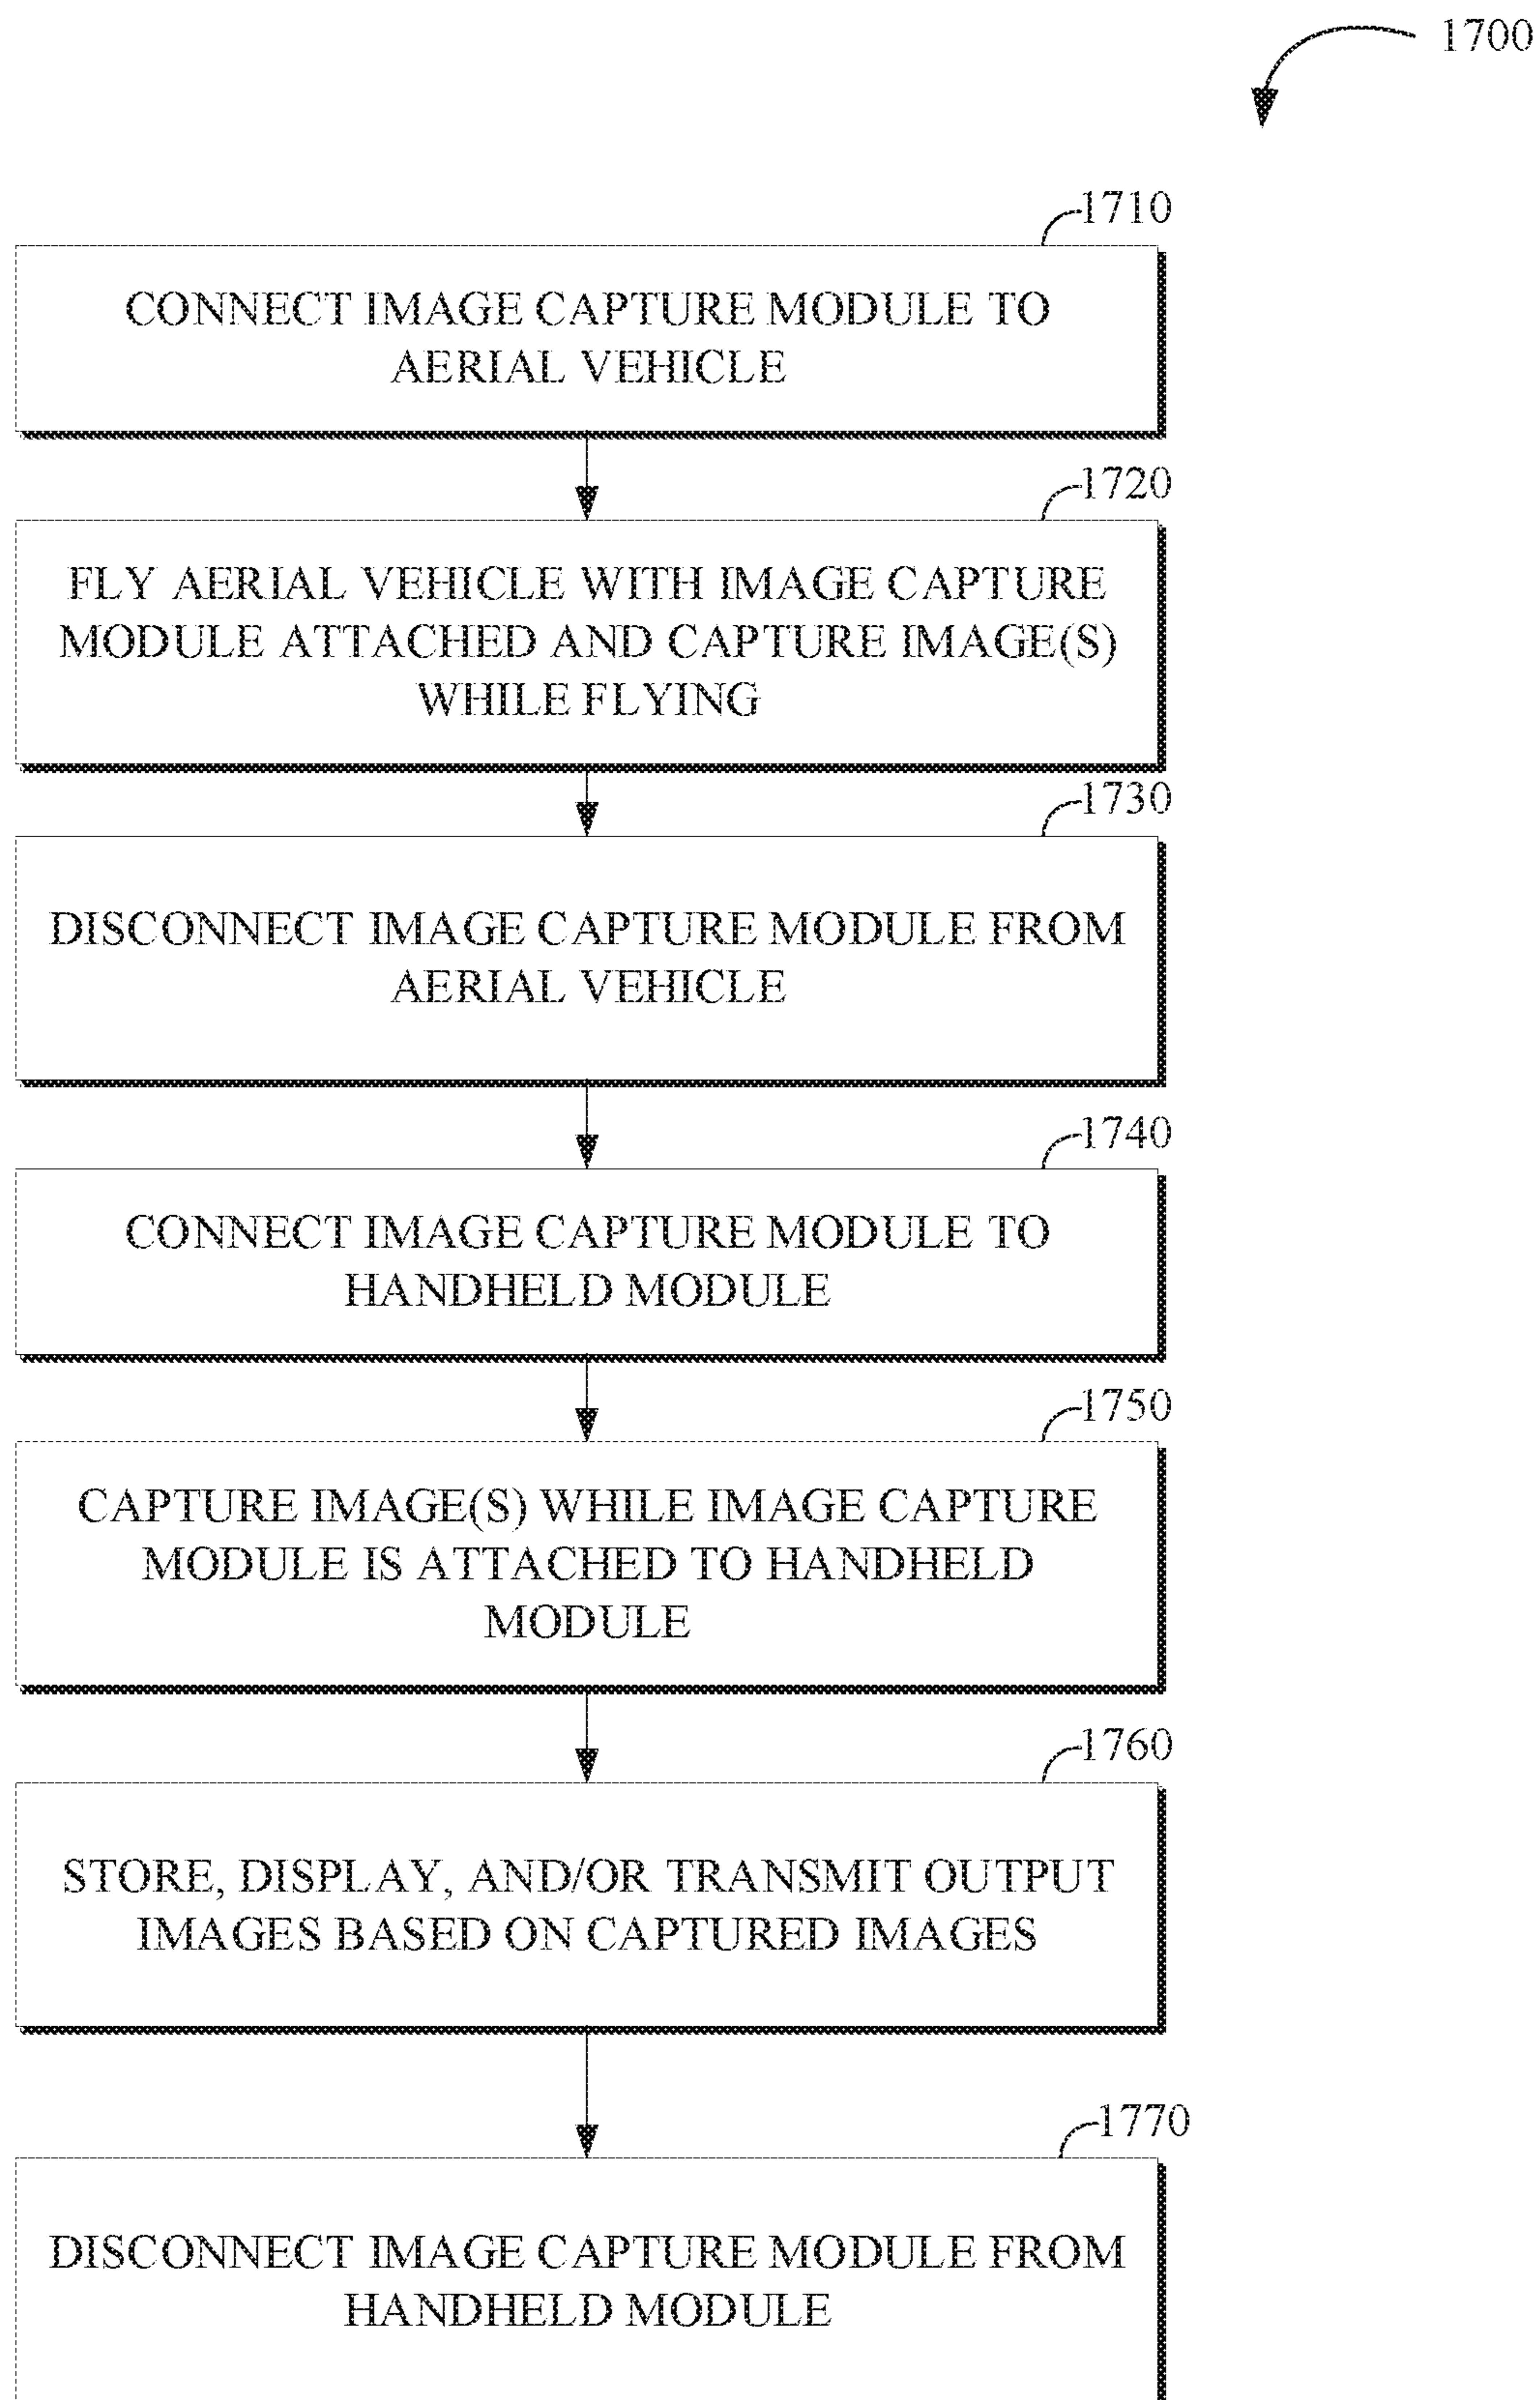 1700
1710
CONNECT IMAGE CAPTURE MODULE TO
AERIAL VEHICLE
1720
FLY AERIAL VEHICLE WITH IMAGE CAPTURE
MODULE ATTACHED AND CAPTURE IMAGE(S)
WHILE FLYING
1730
DISCONNECT IMAGE CAPTURE MODULE FROM
AERIAL VEHICLE
1740
CONNECT IMAGE CAPTURE MODULE TO
HANDHELD MODULE
1750
CAPTURE IMAGE(S) WHILE IMAGE CAPTURE
MODULE IS ATTACHED TO HANDHELD
MODULE
1760
STORE, DISPLAY, AND/OR TRANSMIT OUTPUT
IMAGES BASED ON CAPTURED IMAGES
1770
DISCONNECT IMAGE CAPTURE MODULE FROM
HANDHELD MODULE